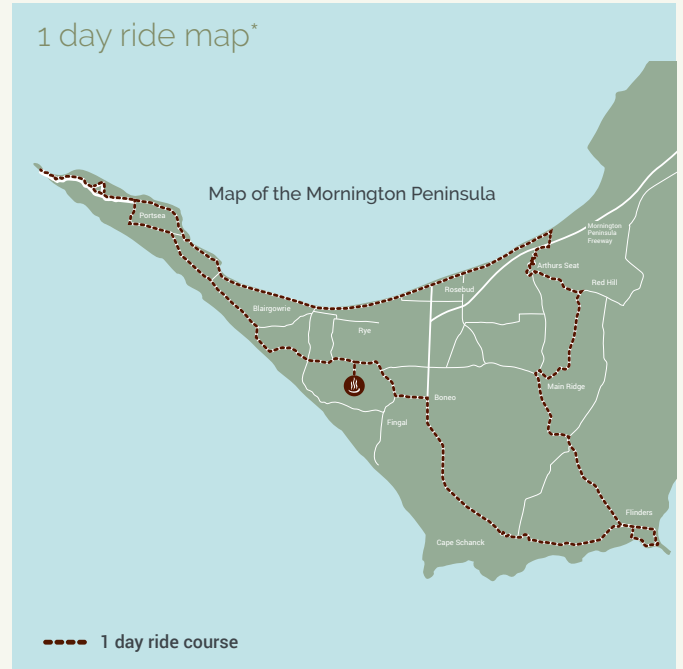 1 day ride map*
Map of the Mornington Peninsula
Portsea
Mornington
Peninsula
Freeway
Arthurs Seat
Red Hill
Rosebud
Blairgowrie
Rye
Main Ridge
Boneo
Fingal
Flinders
Cape Schanck
1 day ride course